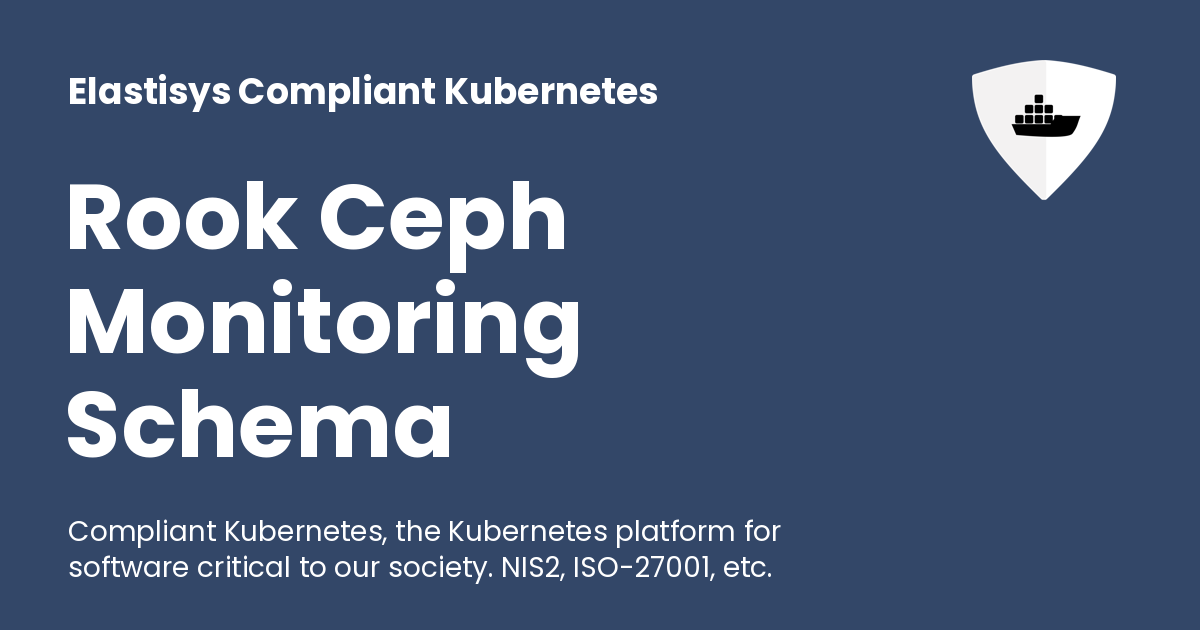 Elastisys Compliant Kubernetes
Rook Ceph
Monitoring
Schema
Compliant Kubernetes, the Kubernetes platform for
software critical to our society. NIS2, ISO-27001, etc.